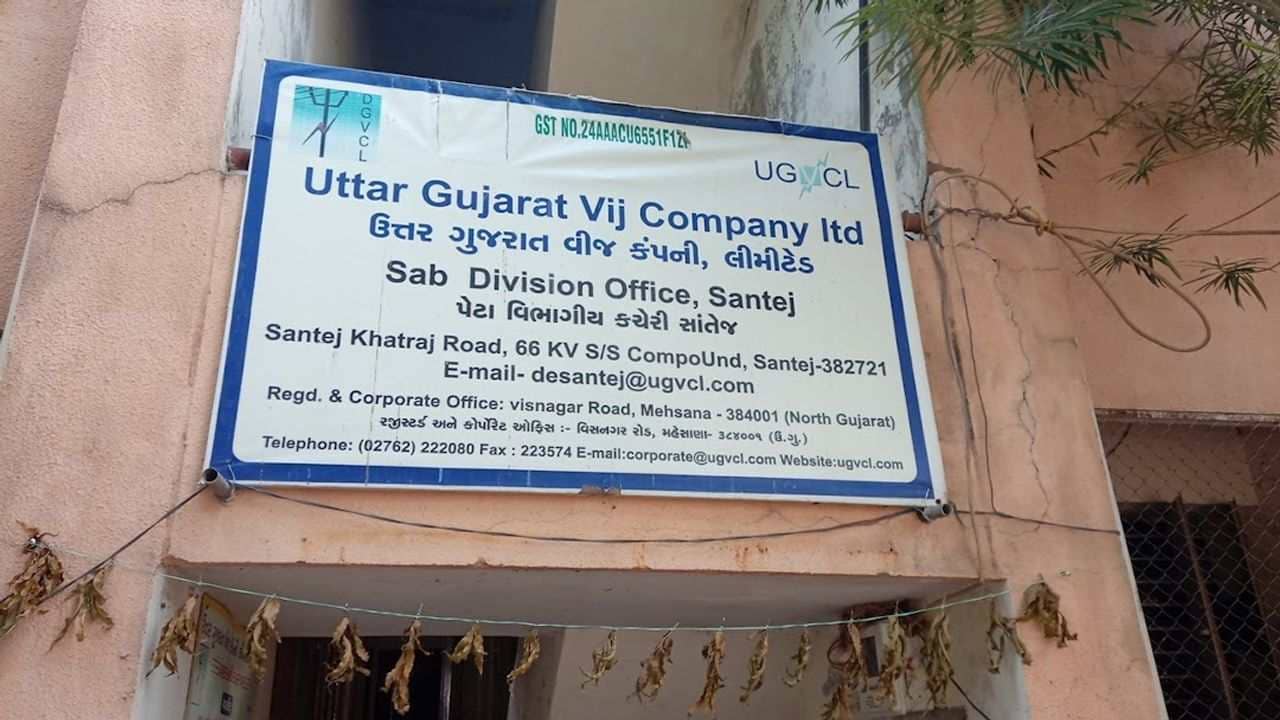 DGVCL
GST NO.24AAACU6551F1ZK
UGVCL
Uttar Gujarat Vij Company ltd
ઉત્તર ગુજરાત વીજ કંપની, લીમીટેડ
Sab Division Office, Santej
પેટા વિભાગીય કચેરી સાંતેજ
Santej Khatraj Road, 66 KV S/S CompoUnd, Santej-382721
E-mail- desantej@ugvcl.com
Regd. & Corporate Office: visnagar Road, Mehsana - 384001 (North Gujarat)
રજીસ્ટર્ડ અને કોર્પોરેટ ઓફિસ :- વિસનગર રોડ, મહેસાણા- ૩૮૪૦૦૧ (ઉ.ગુ.)
Telephone: (02762) 222080 Fax : 223574 E-mail:corporate@ugvcl.com Website:ugvcl.com